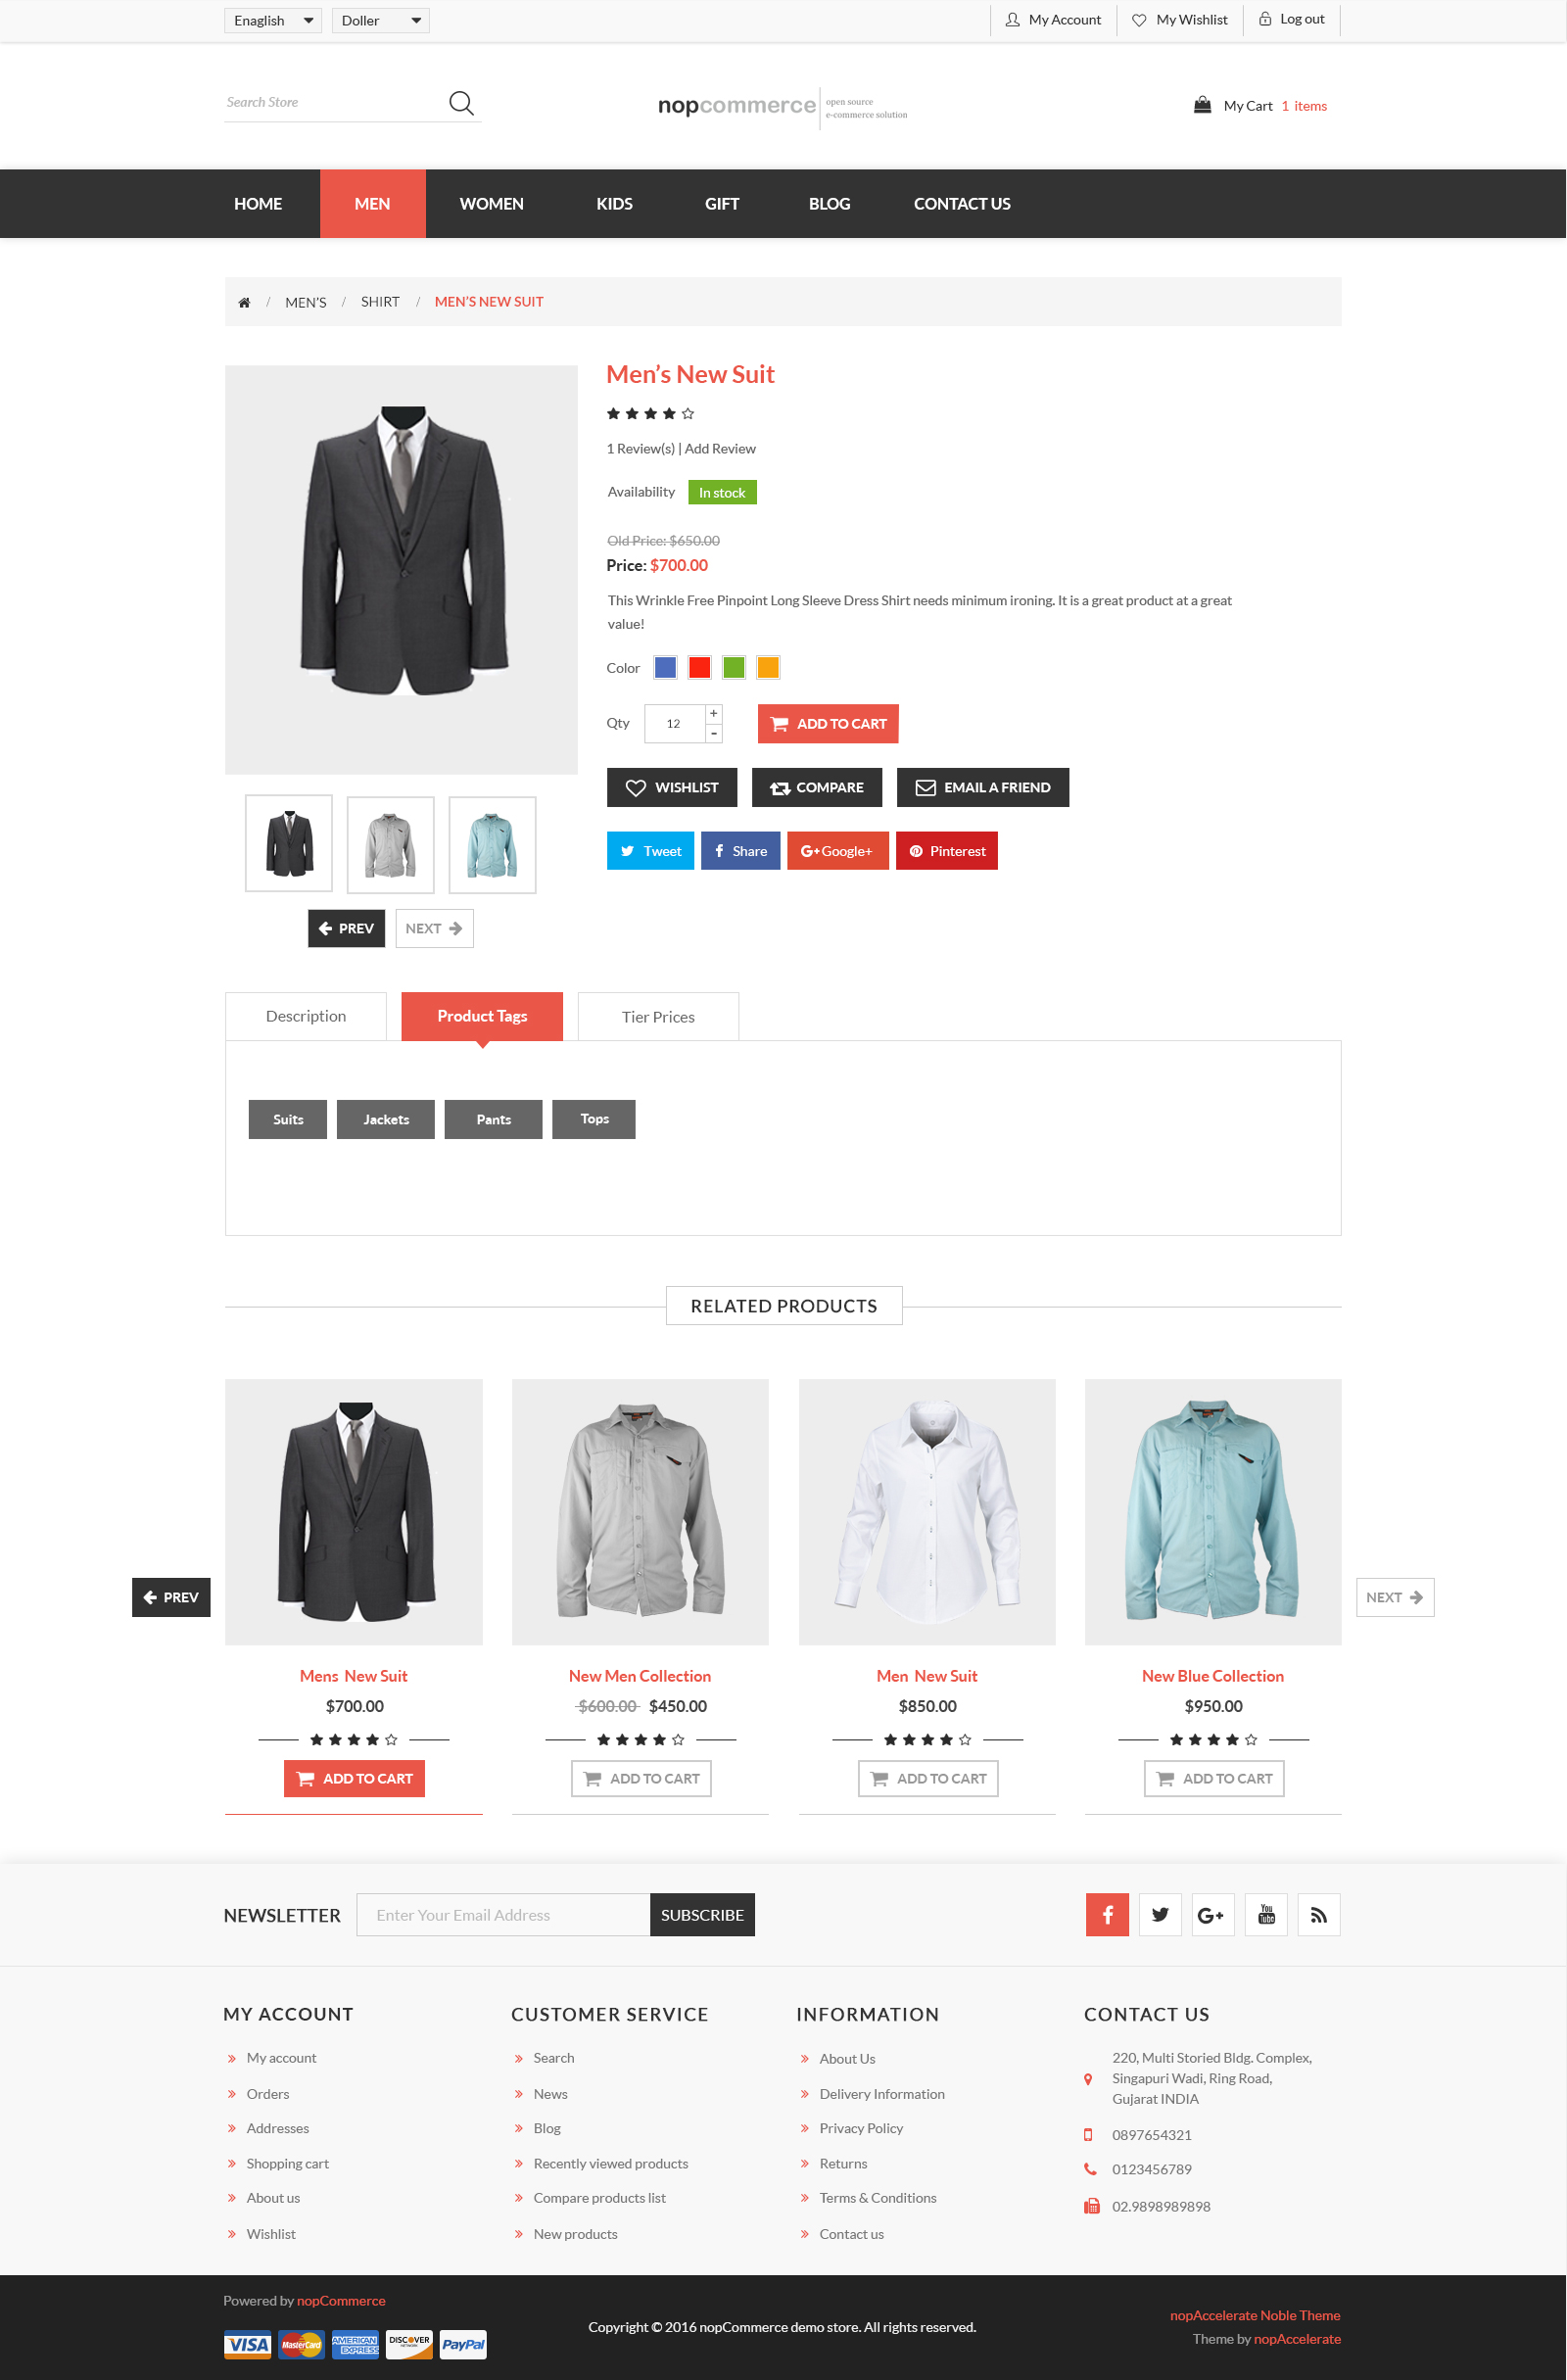 Enaglish Doller My Account My Wishlist Log out
Search Store
nopcommerce open source
e-commerce solution
My Cart 1 items
HOME MEN WOMEN KIDS GIFT BLOG CONTACT US
/ MEN'S / SHIRT / MEN'S NEW SUIT
Men's New Suit
1 Review(s) | Add Review
Availability In stock
Old Price: $650.00
Price: $700.00
This Wrinkle Free Pinpoint Long Sleeve Dress Shirt needs minimum ironing. It is a great product at a great
value!
Color
Qty 12 + - ADD TO CART
WISHLIST COMPARE EMAIL A FRIEND
Tweet Share G+ Google+ Pinterest
PREV NEXT
Description Product Tags Tier Prices
Suits Jackets Pants Tops
RELATED PRODUCTS
PREV NEXT
Mens New Suit
$700.00
ADD TO CART
New Men Collection
$600.00 $450.00
ADD TO CART
Men New Suit
$850.00
ADD TO CART
New Blue Collection
$950.00
ADD TO CART
NEWSLETTER Enter Your Email Address SUBSCRIBE
f G+ You Tube
MY ACCOUNT
My account
Orders
Addresses
Shopping cart
About us
Wishlist
CUSTOMER SERVICE
Search
News
Blog
Recently viewed products
Compare products list
New products
INFORMATION
About Us
Delivery Information
Privacy Policy
Returns
Terms & Conditions
Contact us
CONTACT US
220, Multi Storied Bldg. Complex,
Singapuri Wadi, Ring Road,
Gujarat INDIA
0897654321
0123456789
02.9898989898
Powered by nopCommerce
VISA MasterCard AMERICAN EXPRESS DISCOVER NETWORK PayPal
Copyright © 2016 nopCommerce demo store. All rights reserved.
nopAccelerate Noble Theme
Theme by nopAccelerate